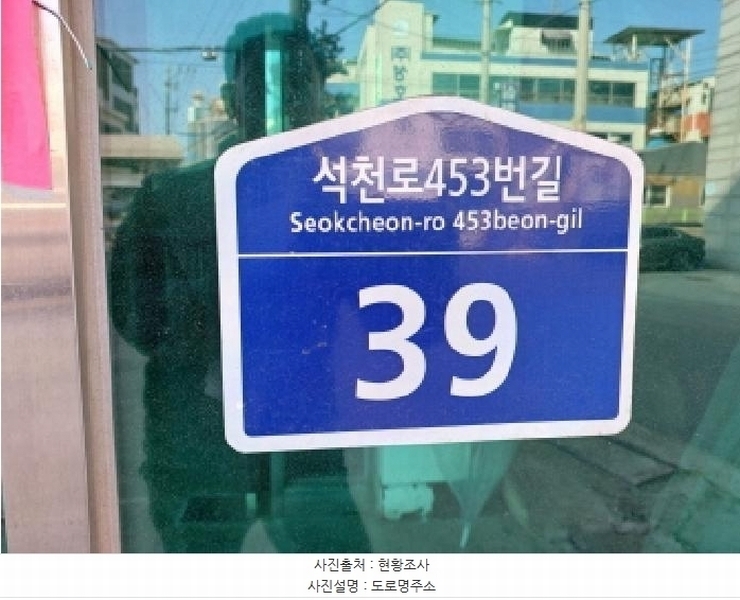 석천로453번길
Seokcheon-ro 453beon-gil
39
사진출처 : 현황조사
사진설명 : 도로명주소